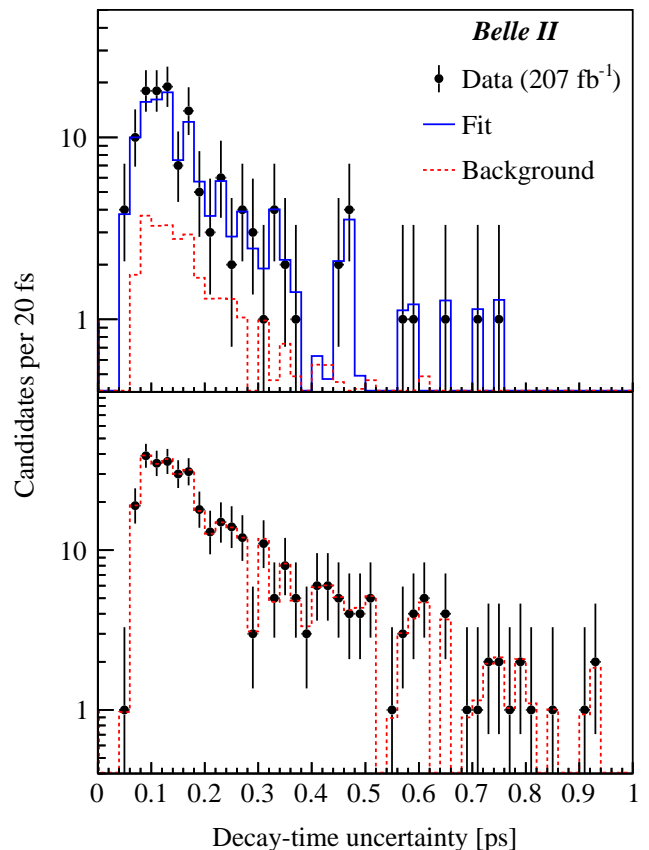 Belle II
Data (207 fb⁻¹)
Fit
Background
10
1
10
1
Candidates per 20 fs
0 0.1 0.2 0.3 0.4 0.5 0.6 0.7 0.8 0.9 1
Decay-time uncertainty [ps]